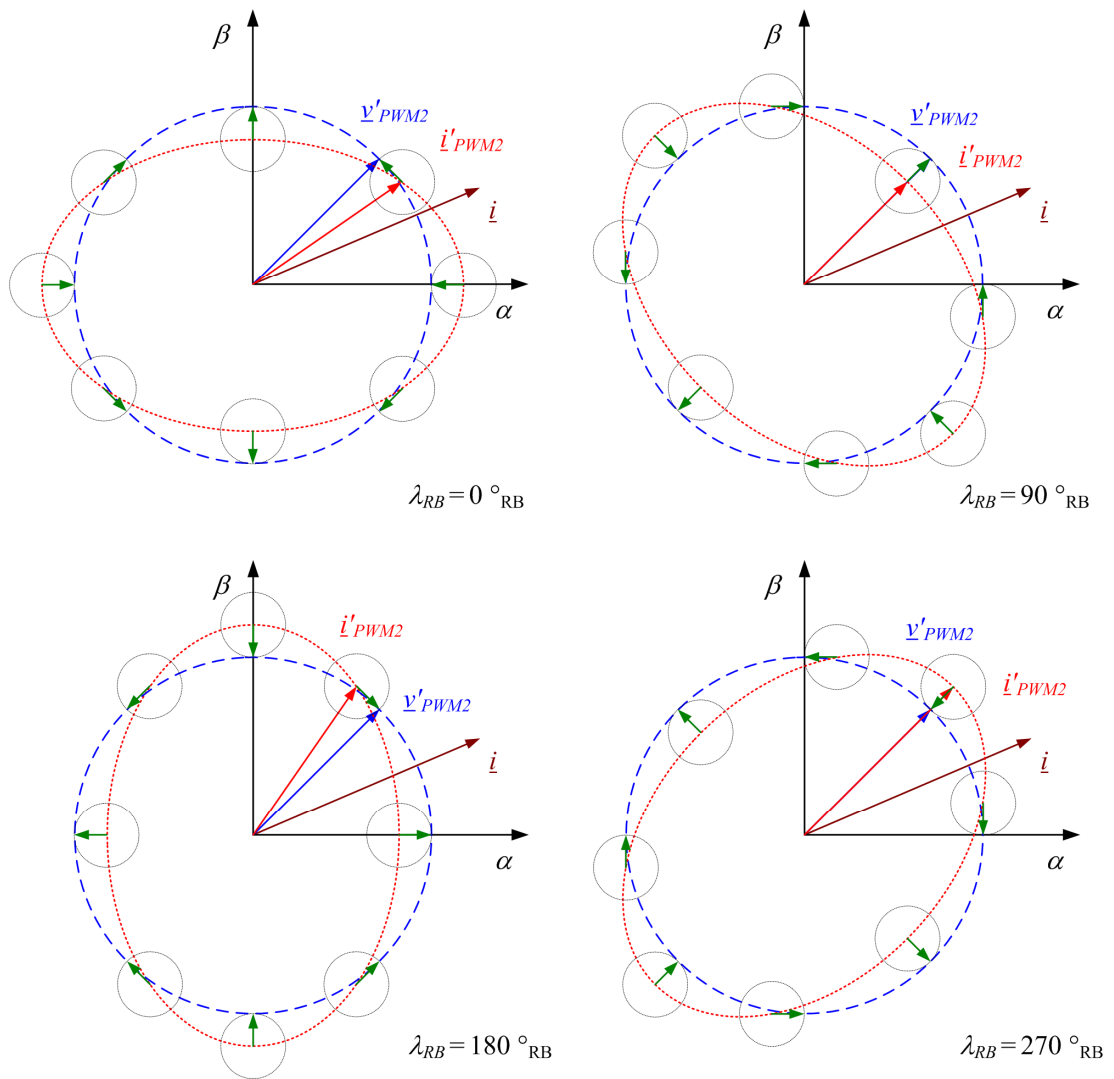 β
v'PWM2
i'PWM2
i
α
λRB = 0 °RB
β
v'PWM2
i'PWM2
i
α
λRB = 90 °RB
β
i'PWM2
v'PWM2
i
α
λRB = 180 °RB
β
v'PWM2
i'PWM2
i
α
λRB = 270 °RB